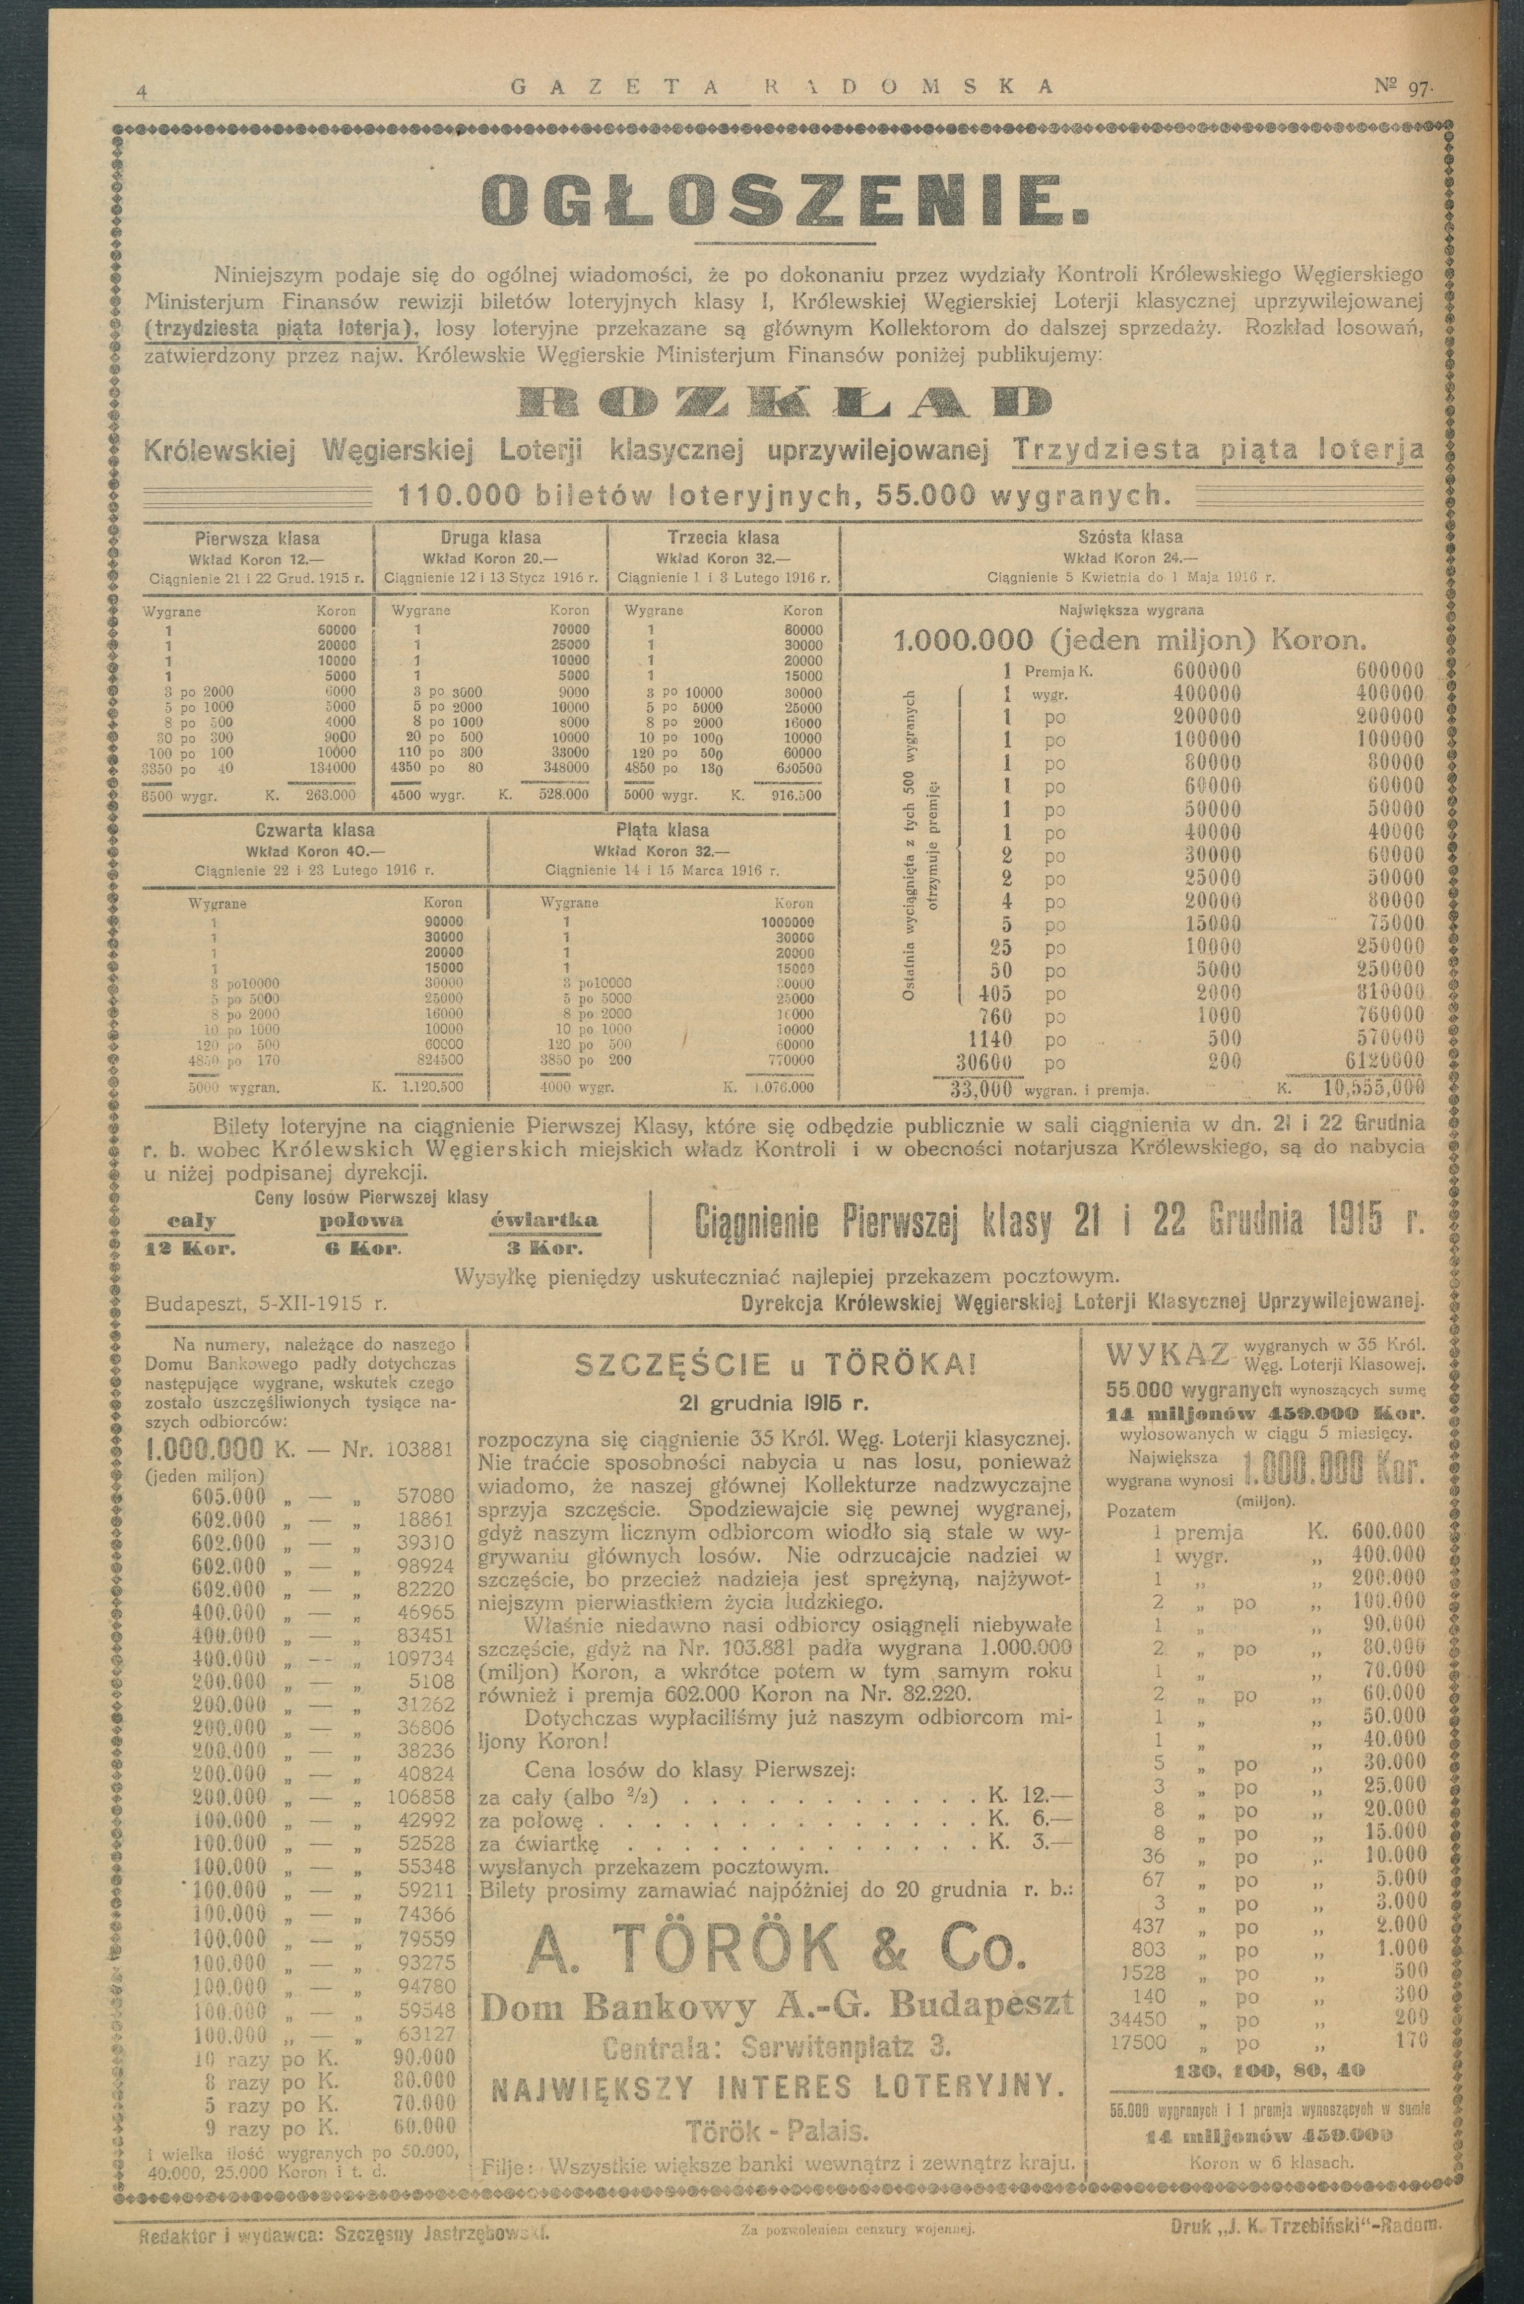 4
GAZETA RADOMSKA
№ 97.
OGŁOSZENIE.
Niniejszym podaje się do ogólnej wiadomości, że po dokonaniu przez wydziały Kontroli Królewskiego Węgierskiego
Ministerjum Finansów rewizji biletów loteryjnych klasy I, Królewskiej Węgierskiej Loterji klasycznej uprzywilejowanej
(trzydziesta piąta loterja), losy loteryjne przekazane są głównym Kollektorom do dalszej sprzedaży. Rozkład losowań,
zatwierdzony przez najw. Królewskie Węgierskie Ministerjum Finansów poniżej publikujemy:
ROZKŁAD
Królewskiej Węgierskiej Loterji klasycznej uprzywilejowanej Trzydziesta piąta loterja
110.000 biletów loteryjnych, 55.000 wygranych.
Pierwsza klasa
Wkład Koron 12.—
Ciągnienie 21 i 22 Grud. 1915 r.
Wygrane Koron
1 60000
1 20000
1 10000
1 5000
3 po 2000 6000
5 po 1000 5000
8 po 500 4000
30 po 300 9000
100 po 100 10000
3350 po 40 134000
3500 wygr. K. 263.000
Druga klasa
Wkład Koron 20.—
Ciągnienie 12 i 13 Stycz 1916 r.
Wygrane Koron
1 70000
1 25000
1 10000
1 5000
3 po 3000 9000
5 po 2000 10000
8 po 1000 8000
20 po 500 10000
110 po 300 33000
4350 po 80 348000
4500 wygr. K. 528.000
Trzecia klasa
Wkład Koron 32.—
Ciągnienie 1 i 3 Lutego 1916 r.
Wygrane Koron
1 80000
1 30000
1 20000
1 15000
3 po 10000 30000
5 po 5000 25000
8 po 2000 16000
10 po 1000 10000
120 po 500 60000
4850 po 130 630500
5000 wygr. K. 916.500
Czwarta klasa
Wkład Koron 40.—
Ciągnienie 22 i 23 Lutego 1916 r.
Wygrane Koron
1 90000
1 30000
1 20000
1 15000
3 po10000 30000
5 po 5000 25000
8 po 2000 16000
10 po 1000 10000
120 po 500 60000
4850 po 170 824500
5000 wygran. K. 1.120.500
Piąta klasa
Wkład Koron 32.—
Ciągnienie 14 i 15 Marca 1916 r.
Wygrane Koron
1 1000000
1 30000
1 20000
1 15000
3 po10000 30000
5 po 5000 25000
8 po 2000 16000
10 po 1000 10000
120 po 500 60000
3850 po 200 770000
4000 wygr. K. 1.076.000
Szósta klasa
Wkład Koron 24.—
Ciągnienie 5 Kwietnia do 1 Maja 1916 r.
Największa wygrana
1.000.000 (jeden miljon) Koron.
Ostatnia wyciągnięta z tych 500 wygranych
otrzymuje premję:
1 Premja K. 600000 600000
1 wygr. 400000 400000
1 po 200000 200000
1 po 100000 100000
1 po 80000 80000
1 po 60000 60000
1 po 50000 50000
1 po 40000 40000
2 po 30000 60000
2 po 25000 50000
4 po 20000 80000
5 po 15000 75000
25 po 10000 250000
50 po 5000 250000
405 po 2000 810000
760 po 1000 760000
1140 po 500 570000
30600 po 200 6120000
33,000 wygran. i premja. K. 10,555,000
Bilety loteryjne na ciągnienie Pierwszej Klasy, które się odbędzie publicznie w sali ciągnienia w dn. 21 i 22 Grudnia
r. b. wobec Królewskich Węgierskich miejskich władz Kontroli i w obecności notarjusza Królewskiego, są do nabycia
u niżej podpisanej dyrekcji.
Ceny losów Pierwszej klasy
cały połowa ćwiartka
12 Kor. 6 Kor. 3 Kor.
Ciągnienie Pierwszej klasy 21 i 22 Grudnia 1915 r.
Wysyłkę pieniędzy uskuteczniać najlepiej przekazem pocztowym.
Budapeszt, 5-XII-1915 r.
Dyrekcja Królewskiej Węgierskiej Loterji Klasycznej Uprzywilejowanej.
Na numery, należące do naszego
Domu Bankowego padły dotychczas
następujące wygrane, wskutek czego
zostało uszczęśliwionych tysiące na-
szych odbiorców:
1.000.000 K. — Nr. 103881
(jeden miljon)
605.000 „ — „ 57080
602.000 „ — „ 18861
602.000 „ — „ 39310
602.000 „ — „ 98924
602.000 „ — „ 82220
400.000 „ — „ 46965
400.000 „ — „ 83451
400.000 „ — „ 109734
200.000 „ — „ 5108
200.000 „ — „ 31262
200.000 „ — „ 36806
200.000 „ — „ 38236
200.000 „ — „ 40824
200.000 „ — „ 106858
100.000 „ — „ 42992
100.000 „ — „ 52528
100.000 „ — „ 55348
100.000 „ — „ 59211
100.000 „ — „ 74366
100.000 „ — „ 79559
100.000 „ — „ 93275
100.000 „ — „ 94780
100.000 „ — „ 59548
100.000 „ — „ 63127
10 razy po K. 90.000
8 razy po K. 80.000
5 razy po K. 70.000
9 razy po K. 60.000
i wielka ilość wygranych po 50.000,
40.000, 25.000 Koron i t. d.
SZCZĘŚCIE u TÖRÖKA!
21 grudnia 1915 r.
rozpoczyna się ciągnienie 35 Król. Węg. Loterji klasycznej.
Nie traćcie sposobności nabycia u nas losu, ponieważ
wiadomo, że naszej głównej Kollekturze nadzwyczajne
sprzyja szczęście. Spodziewajcie się pewnej wygranej,
gdyż naszym licznym odbiorcom wiodło sią stale w wy-
grywaniu głównych losów. Nie odrzucajcie nadziei w
szczęście, bo przecież nadzieja jest sprężyną, najżywot-
niejszym pierwiastkiem życia ludzkiego.
Właśnie niedawno nasi odbiorcy osiągnęli niebywałe
szczęście, gdyż na Nr. 103.881 padła wygrana 1.000.000
(miljon) Koron, a wkrótce potem w tym samym roku
również i premja 602.000 Koron na Nr. 82.220.
Dotychczas wypłaciliśmy już naszym odbiorcom mi-
ljony Koron!
Cena losów do klasy Pierwszej:
za cały (albo 2/2) . . . . . . . . . . . K. 12.—
za połowę . . . . . . . . . . . . . . K. 6.—
za ćwiartkę . . . . . . . . . . . . . K. 3.—
wysłanych przekazem pocztowym.
Bilety prosimy zamawiać najpóźniej do 20 grudnia r. b.:
A. TÖRÖK & Co.
Dom Bankowy A.-G. Budapeszt
Centrala: Serwitenplatz 3.
NAJWIĘKSZY INTERES LOTERYJNY.
Török - Palais.
Filje: Wszystkie większe banki wewnątrz i zewnątrz kraju.
WYKAZ wygranych w 35 Król.
Węg. Loterji Klasowej.
55.000 wygranych wynoszących sumę
14 miljonów 459.000 Kor.
wylosowanych w ciągu 5 miesięcy.
Największa
wygrana wynosi 1.000.000 Kor.
(miljon).
Pozatem
1 premja K. 600.000
1 wygr. „ 400.000
1 „ „ 200.000
2 „ po „ 100.000
1 „ „ 90.000
2 „ po „ 80.000
1 „ „ 70.000
2 „ po „ 60.000
1 „ „ 50.000
1 „ „ 40.000
5 „ po „ 30.000
3 „ po „ 25.000
8 „ po „ 20.000
8 „ po „ 15.000
36 „ po „ 10.000
67 „ po „ 5.000
3 „ po „ 3.000
437 „ po „ 2.000
803 „ po „ 1.000
1528 „ po „ 500
140 „ po „ 300
34450 „ po „ 200
17500 „ po „ 170
130, 100, 80, 40
55.000 wygranych i 1 premja wynoszących w sumie
14 miljonów 459.000
Koron w 6 klasach.
Redaktor i wydawca: Szczęsny Jastrzębowski.
Za pozwoleniem cenzury wojennej.
Druk „J. K. Trzebiński“-Radom.